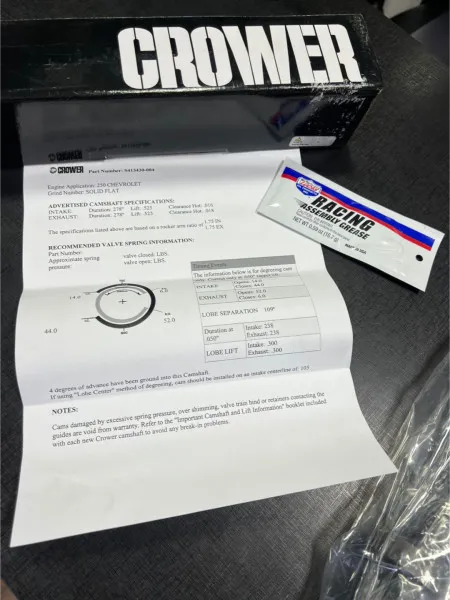 CROWER
CROWER Part Number: S413430-004
Engine Application: 250 CHEVROLET
Grind Number: SOLID FLAT
ADVERTISED CAMSHAFT SPECIFICATIONS:
INTAKE: Duration: 278° Lift: .525 Clearance Hot: .016
EXHAUST: Duration: 278° Lift: .525 Clearance Hot: .018
The specifications listed above are based on a rocker arm ratio of 1.75 IN
1.75 EX
RECOMMENDED VALVE SPRING INFORMATION:
Part Number:
Approximate spring valve closed: LBS.
pressure: valve open: LBS.
The information below is for degreeing cam
INTAKE Opens: 14.0
Closes: 44.0
EXHAUST Opens: 52.0
Closes: 6.0
LOBE SEPARATION 109°
Duration at .050" Intake: 238
Exhaust: 238
LOBE LIFT Intake: .300
Exhaust: .300
14.0
6.0
44.0
52.0
4 degrees of advance have been ground into this Camshaft.
If using "Lobe Center" method of degreeing, cam should be installed on an intake centerline of: 105
NOTES:
Cams damaged by excessive spring pressure, over shimming, valve train bind or retainers contacting the
guides are void from warranty. Refer to the "Important Camshaft and Lift Information" booklet included
with each new Crower camshaft to avoid any break-in problems.
RACING
ASSEMBLY GREASE